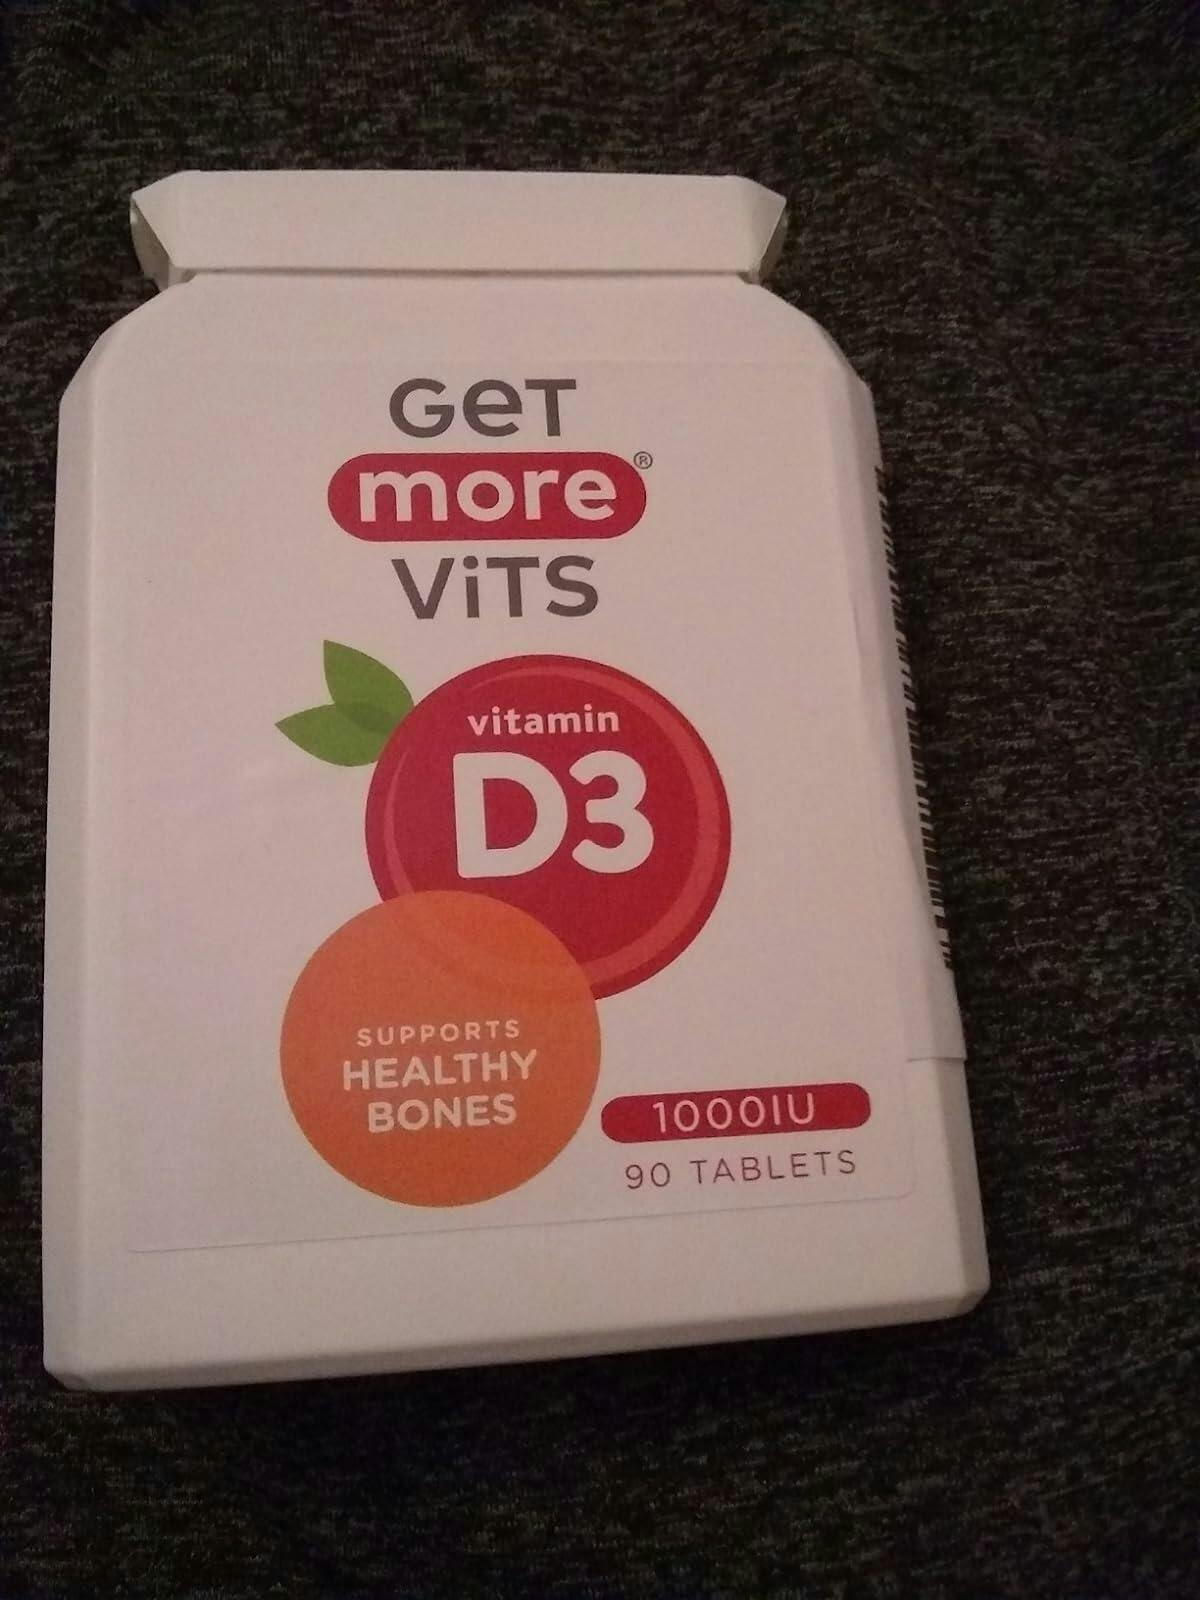 GeT
more®
ViTS
vitamin
D3
SUPPORTS
HEALTHY
BONES
1000IU
90 TABLETS